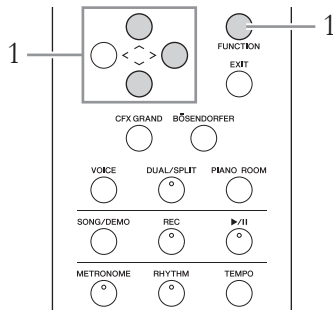 1
1
FUNCTION
EXIT
CFX GRAND BÖSENDORFER
VOICE DUAL/SPLIT PIANO ROOM
SONG/DEMO REC ▶/II
METRONOME RHYTHM TEMPO